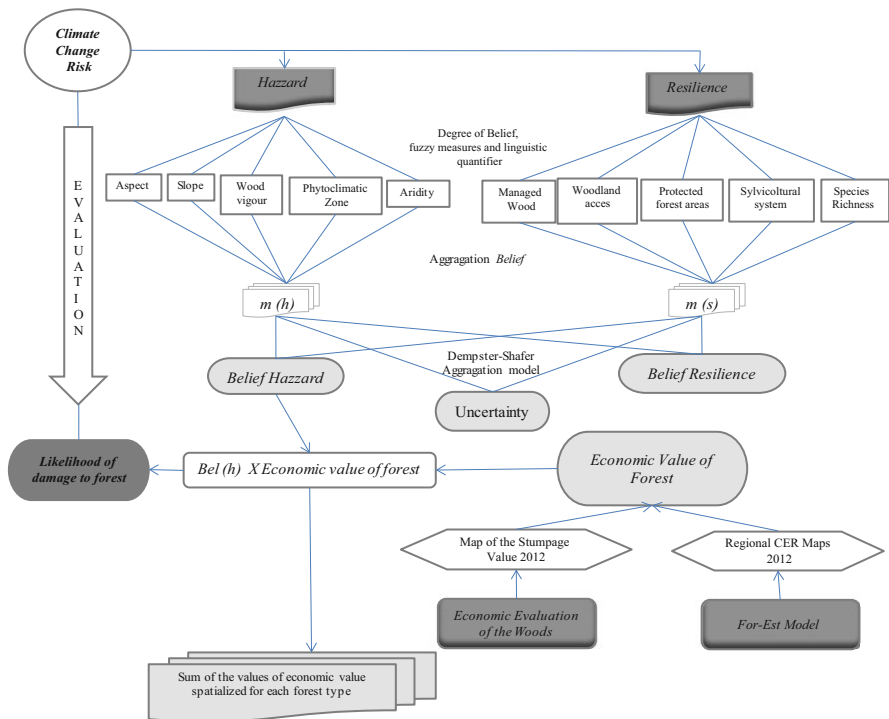 Climate
Change
Risk
Hazzard
Resilience
Degree of Belief,
fuzzy measures and linguistic
quantifier
E
V
A
L
U
A
T
I
O
N
Aspect
Slope
Wood
vigour
Phytoclimatic
Zone
Aridity
Managed
Wood
Woodland
acces
Protected
forest areas
Sylvicoltural
system
Species
Richness
Aggragation Belief
m (h)
m (s)
Dempster-Shafer
Aggragation model
Belief Hazzard
Belief Resilience
Uncertainty
Likelihood of
damage to forest
Bel (h) X Economic value of forest
Economic Value of
Forest
Map of the Stumpage
Value 2012
Regional CER Maps
2012
Economic Evaluation
of the Woods
For-Est Model
Sum of the values of economic value
spatialized for each forest type